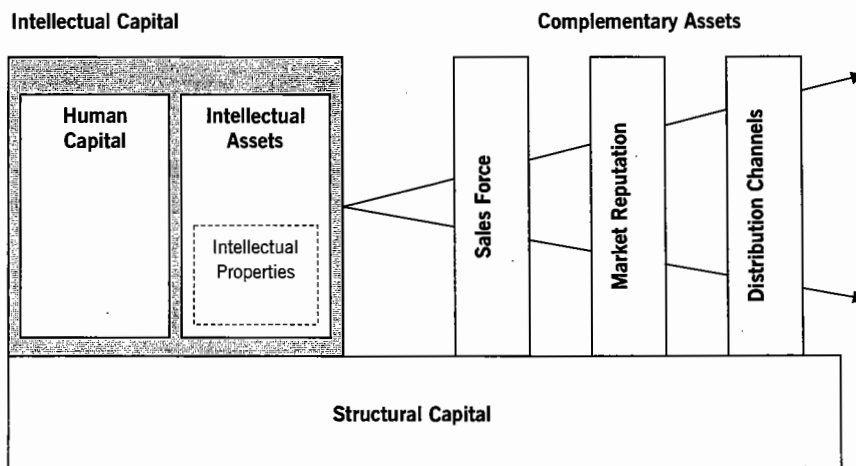 Intellectual Capital
Complementary Assets
Human
Capital
Intellectual
Assets
Intellectual
Properties
Sales Force
Market Reputation
Distribution Channels
Structural Capital